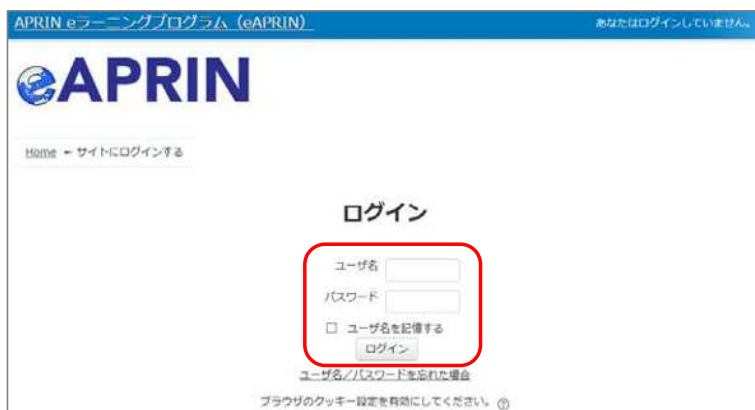 APRIN eラーニングプログラム (eAPRIN)
あなたはログインしていません。
eAPRIN
Home ← サイトにログインする
ログイン
ユーザ名
パスワード
ユーザ名を記憶する
ログイン
ユーザ名/パスワードを忘れた場合
ブラウザのクッキー設定を有効にしてください。 ?